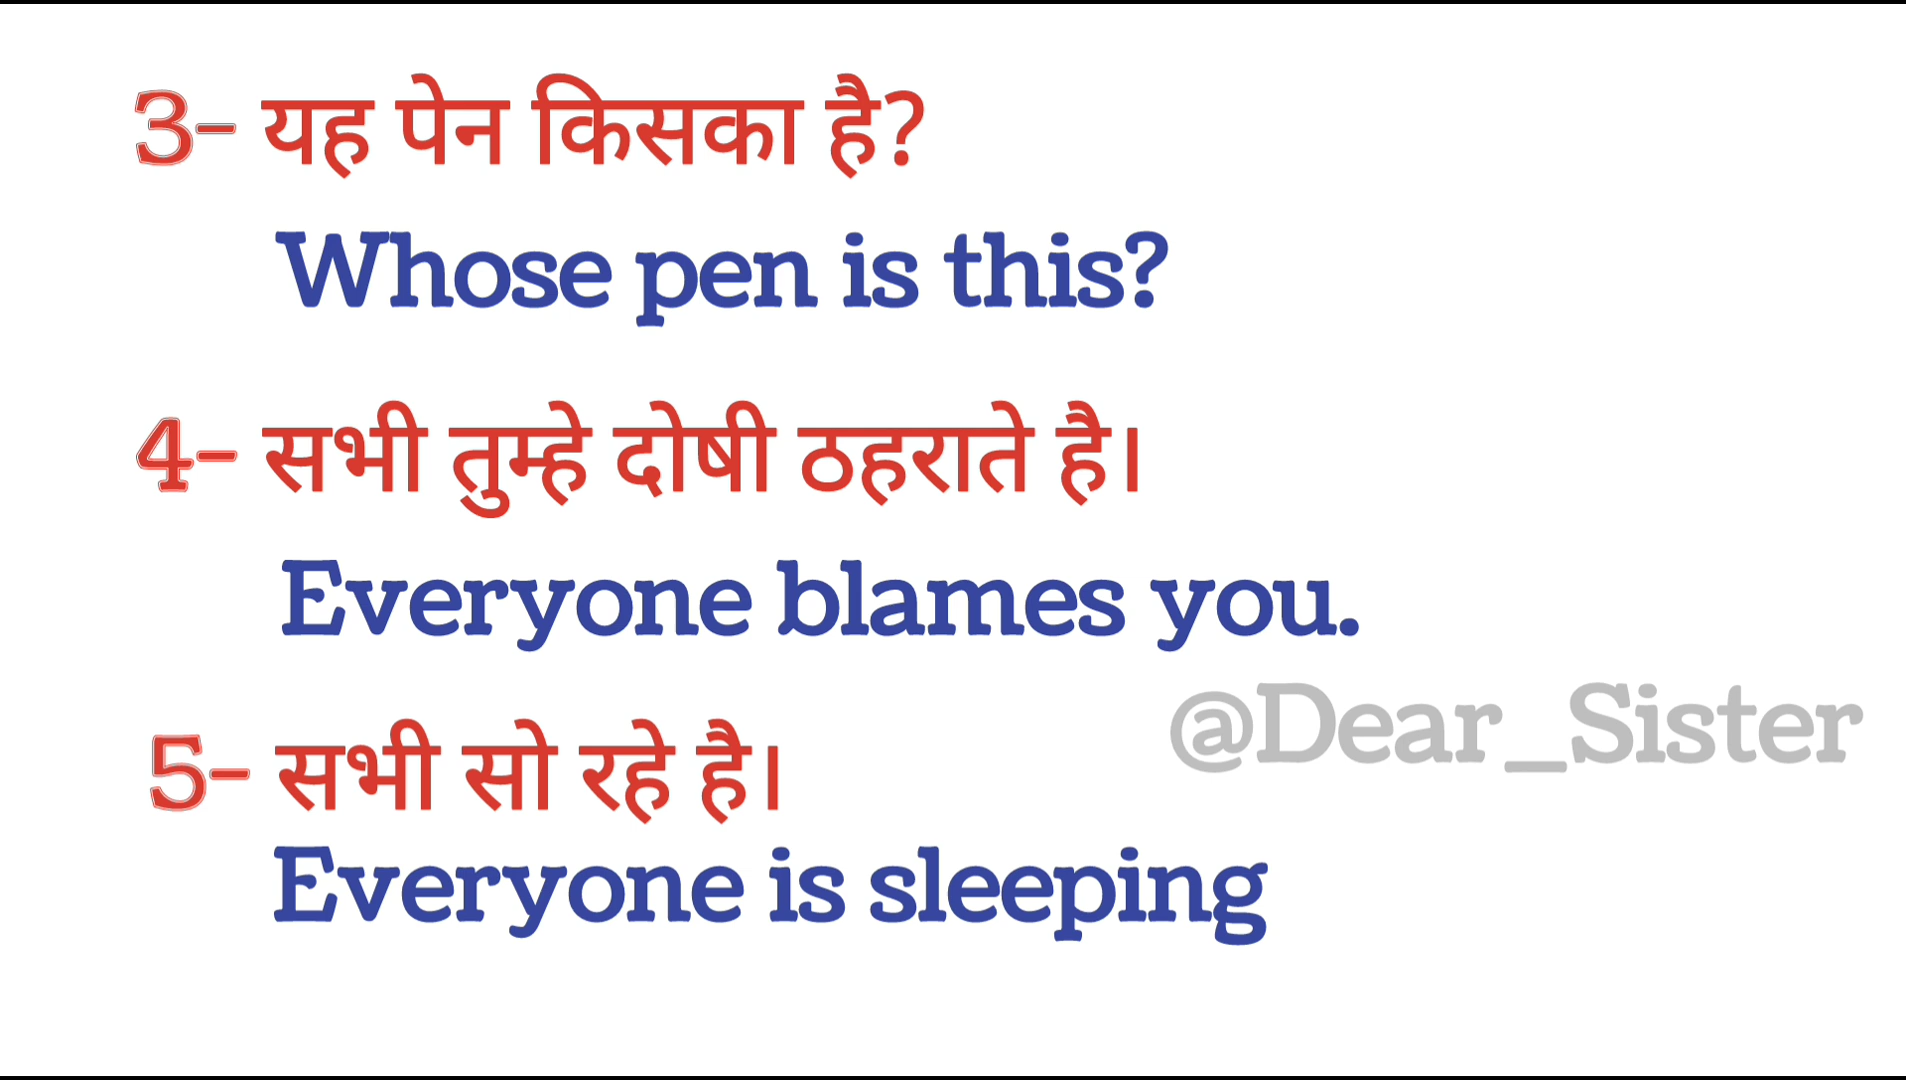 3- यह पेन किसका है?
Whose pen is this?
4- सभी तुम्हे दोषी ठहराते है।
Everyone blames you.
@Dear_Sister
5- सभी सो रहे है।
Everyone is sleeping